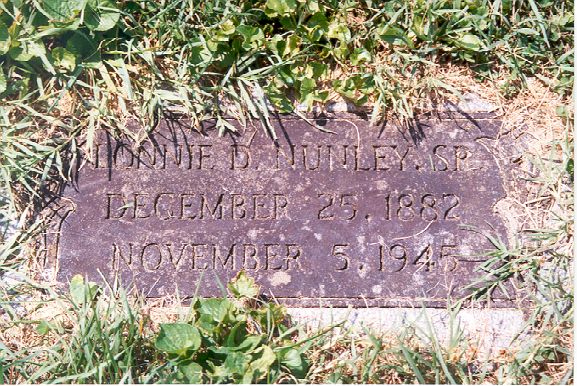 LONNIE D. NUNLEY, SR.
DECEMBER 25, 1882
NOVEMBER 5, 1945